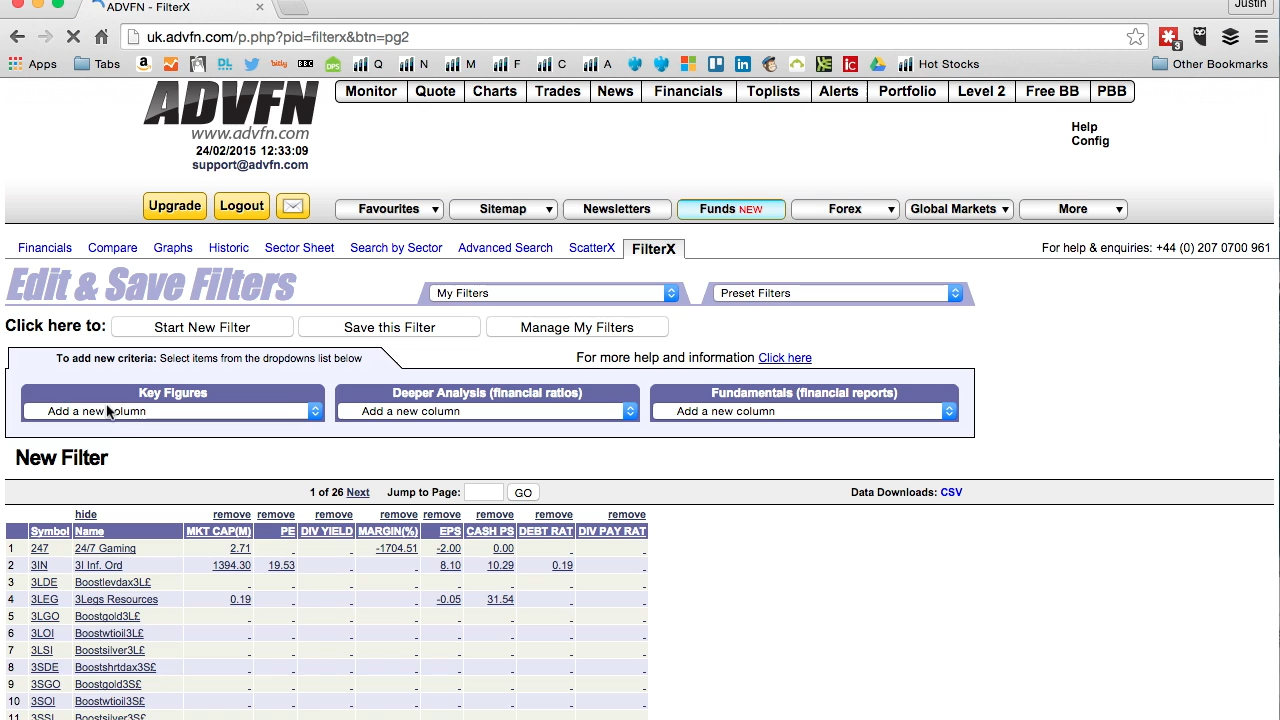 Justin
ADVFN - FilterX
uk.advfn.com/p.php?pid=filterx&btn=pg2
3
Apps Tabs a DL bitly BBC DPS Q N M F C A in ic Hot Stocks Other Bookmarks
ADVFN
www.advfn.com
24/02/2015 12:33:09
support@advfn.com
Monitor Quote Charts Trades News Financials Toplists Alerts Portfolio Level 2 Free BB PBB
Help
Config
Upgrade Logout Favourites Sitemap Newsletters Funds NEW Forex Global Markets More
Financials Compare Graphs Historic Sector Sheet Search by Sector Advanced Search ScatterX FilterX For help & enquiries: +44 (0) 207 0700 961
Edit & Save Filters My Filters Preset Filters
Click here to: Start New Filter Save this Filter Manage My Filters
To add new criteria: Select items from the dropdowns list below For more help and information Click here
Key Figures Deeper Analysis (financial ratios) Fundamentals (financial reports)
Add a new column Add a new column Add a new column
New Filter
1 of 26 Next Jump to Page: GO Data Downloads: CSV
hide remove remove remove remove remove remove remove remove
Symbol Name MKT CAP(M) PE DIV YIELD MARGIN(%) EPS CASH PS DEBT RAT DIV PAY RAT
1 247 24/7 Gaming 2.71 - - -1704.51 -2.00 0.00 - -
2 3IN 3I Inf. Ord 1394.30 19.53 - - 8.10 10.29 0.19 -
3 3LDE Boostlevdax3L£ - - - - - - - -
4 3LEG 3Legs Resources 0.19 - - - -0.05 31.54 - -
5 3LGO Boostgold3L£ - - - - - - - -
6 3LOI Boostwtioil3L£ - - - - - - - -
7 3LSI Boostsilver3L£ - - - - - - - -
8 3SDE Boostshrtdax3S£ - - - - - - - -
9 3SGO Boostgold3S£ - - - - - - - -
10 3SOI Boostwtioil3S£ - - - - - - - -
11 3SSI Boostsilver3S£